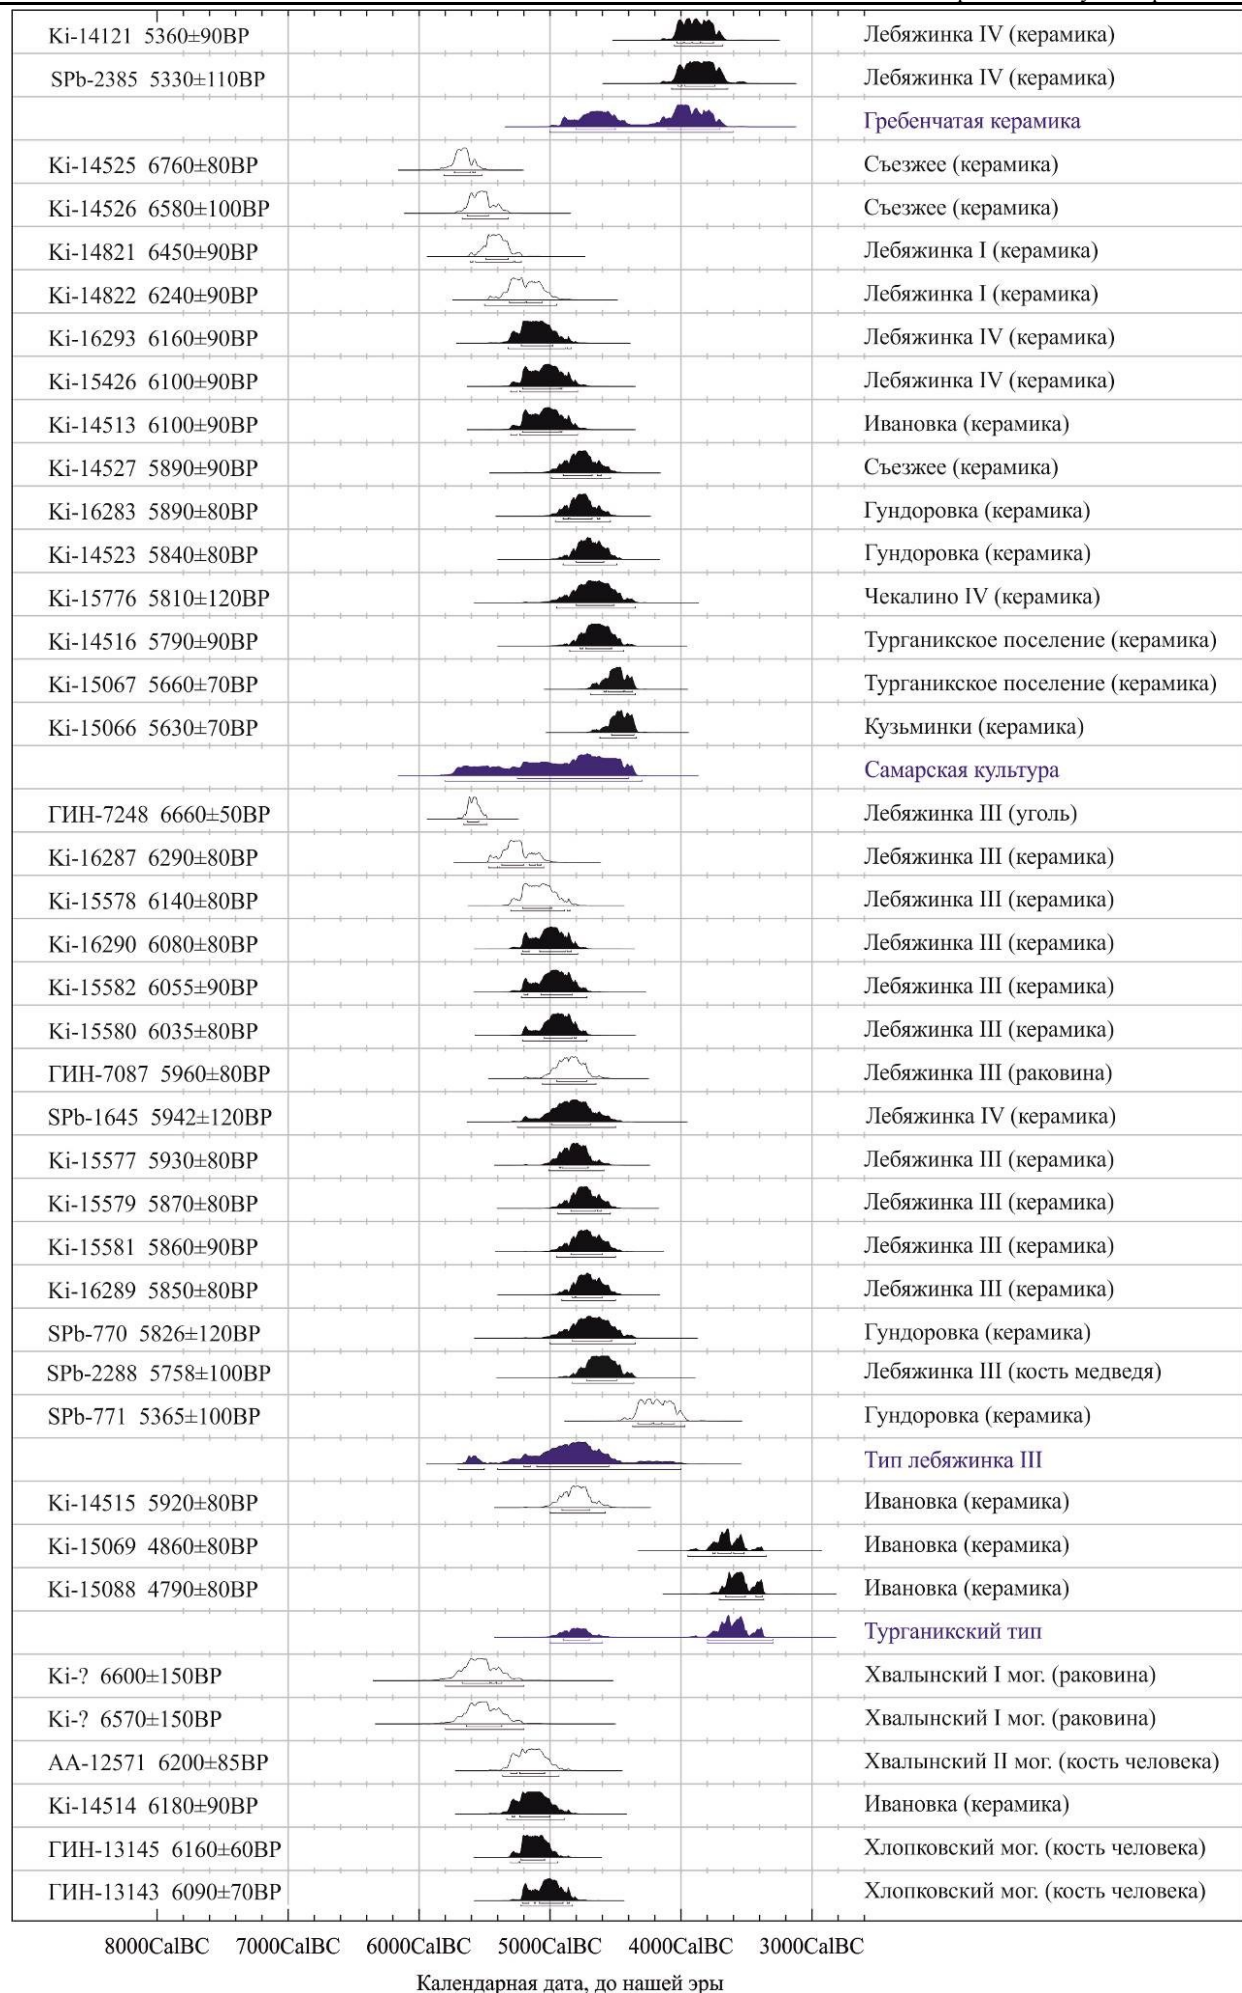 Ki-14121 5360±90BP Лебяжинка IV (керамика)
SPb-2385 5330±110BP Лебяжинка IV (керамика)
Гребенчатая керамика
Ki-14525 6760±80BP Съезжее (керамика)
Ki-14526 6580±100BP Съезжее (керамика)
Ki-14821 6450±90BP Лебяжинка I (керамика)
Ki-14822 6240±90BP Лебяжинка I (керамика)
Ki-16293 6160±90BP Лебяжинка IV (керамика)
Ki-15426 6100±90BP Лебяжинка IV (керамика)
Ki-14513 6100±90BP Ивановка (керамика)
Ki-14527 5890±90BP Съезжее (керамика)
Ki-16283 5890±80BP Гундоровка (керамика)
Ki-14523 5840±80BP Гундоровка (керамика)
Ki-15776 5810±120BP Чекалино IV (керамика)
Ki-14516 5790±90BP Турганикское поселение (керамика)
Ki-15067 5660±70BP Турганикское поселение (керамика)
Ki-15066 5630±70BP Кузьминки (керамика)
Самарская культура
ГИН-7248 6660±50BP Лебяжинка III (уголь)
Ki-16287 6290±80BP Лебяжинка III (керамика)
Ki-15578 6140±80BP Лебяжинка III (керамика)
Ki-16290 6080±80BP Лебяжинка III (керамика)
Ki-15582 6055±90BP Лебяжинка III (керамика)
Ki-15580 6035±80BP Лебяжинка III (керамика)
ГИН-7087 5960±80BP Лебяжинка III (раковина)
SPb-1645 5942±120BP Лебяжинка IV (керамика)
Ki-15577 5930±80BP Лебяжинка III (керамика)
Ki-15579 5870±80BP Лебяжинка III (керамика)
Ki-15581 5860±90BP Лебяжинка III (керамика)
Ki-16289 5850±80BP Лебяжинка III (керамика)
SPb-770 5826±120BP Гундоровка (керамика)
SPb-2288 5758±100BP Лебяжинка III (кость медведя)
SPb-771 5365±100BP Гундоровка (керамика)
Тип лебяжинка III
Ki-14515 5920±80BP Ивановка (керамика)
Ki-15069 4860±80BP Ивановка (керамика)
Ki-15088 4790±80BP Ивановка (керамика)
Турганикский тип
Ki-? 6600±150BP Хвалынский I мог. (раковина)
Ki-? 6570±150BP Хвалынский I мог. (раковина)
AA-12571 6200±85BP Хвалынский II мог. (кость человека)
Ki-14514 6180±90BP Ивановка (керамика)
ГИН-13145 6160±60BP Хлопковский мог. (кость человека)
ГИН-13143 6090±70BP Хлопковский мог. (кость человека)
8000CalBC 7000CalBC 6000CalBC 5000CalBC 4000CalBC 3000CalBC
Календарная дата, до нашей эры